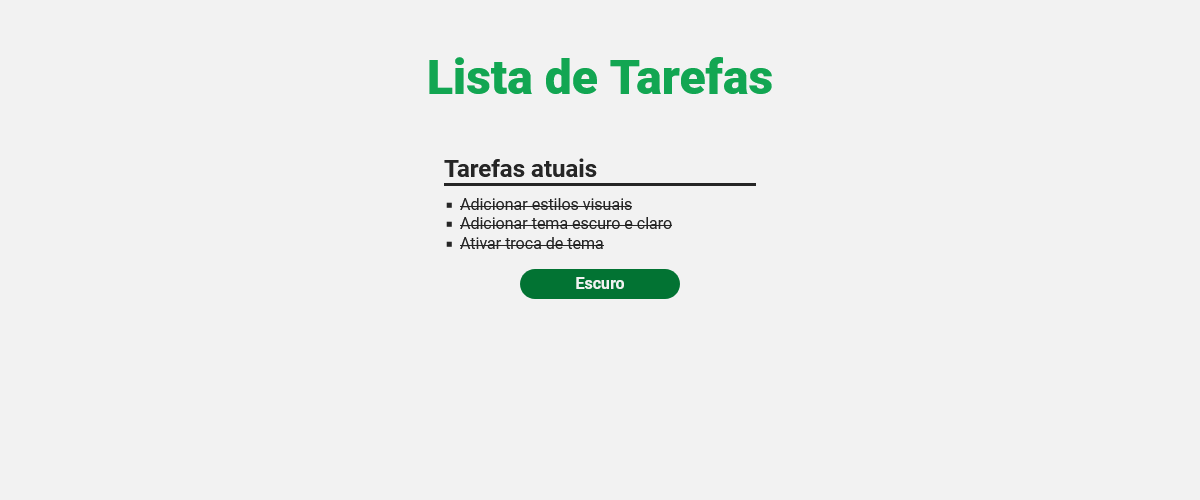 Lista de Tarefas
Tarefas atuais
Adicionar estilos visuais
Adicionar tema escuro e claro
Ativar troca de tema
Escuro